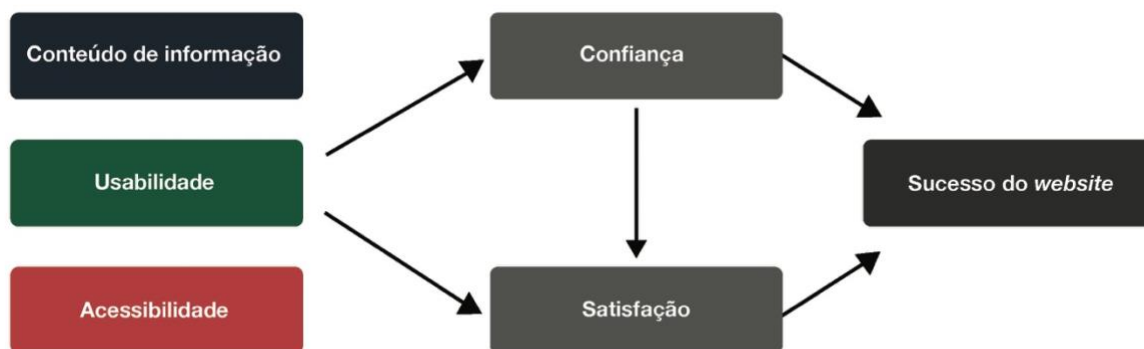 Conteúdo de informação
Usabilidade
Acessibilidade
Confiança
Satisfação
Sucesso do website